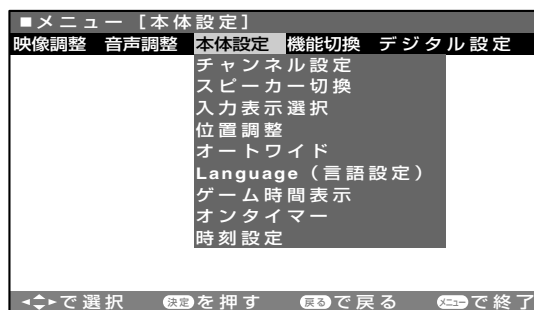 ■メニュー [本体設定]
映像調整 音声調整 本体設定 機能切換 デジタル設定
チャンネル設定
スピーカー切換
入力表示選択
位置調整
オートワイド
Language(言語設定)
ゲーム時間表示
オンタイマー
時刻設定
で選択 決定を押す 戻るで戻る メニューで終了